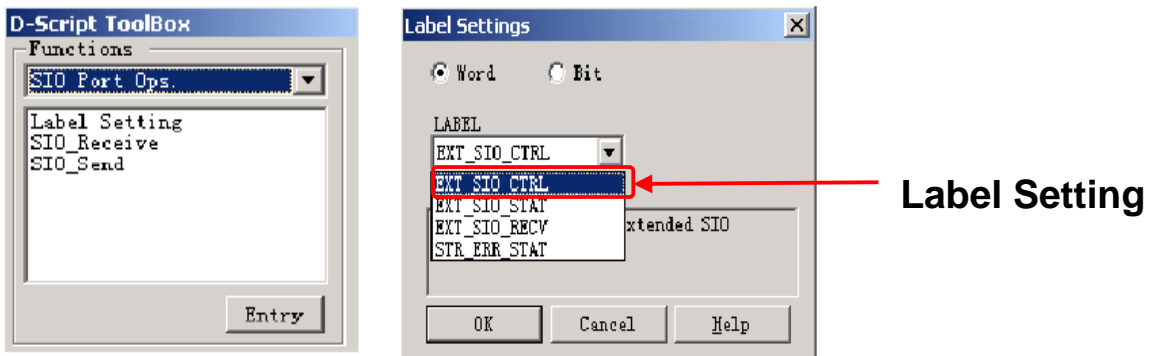 D-Script ToolBox
Functions
SIO Port Ops.
Label Setting
SIO_Receive
SIO_Send
Entry
Label Settings
Word Bit
LABEL
EXT_SIO_CTRL
EXT_SIO_CTRL
EXT_SIO_STAT
EXT_SIO_RECV
STR_ERR_STAT
xtended SIO
OK Cancel Help
Label Setting